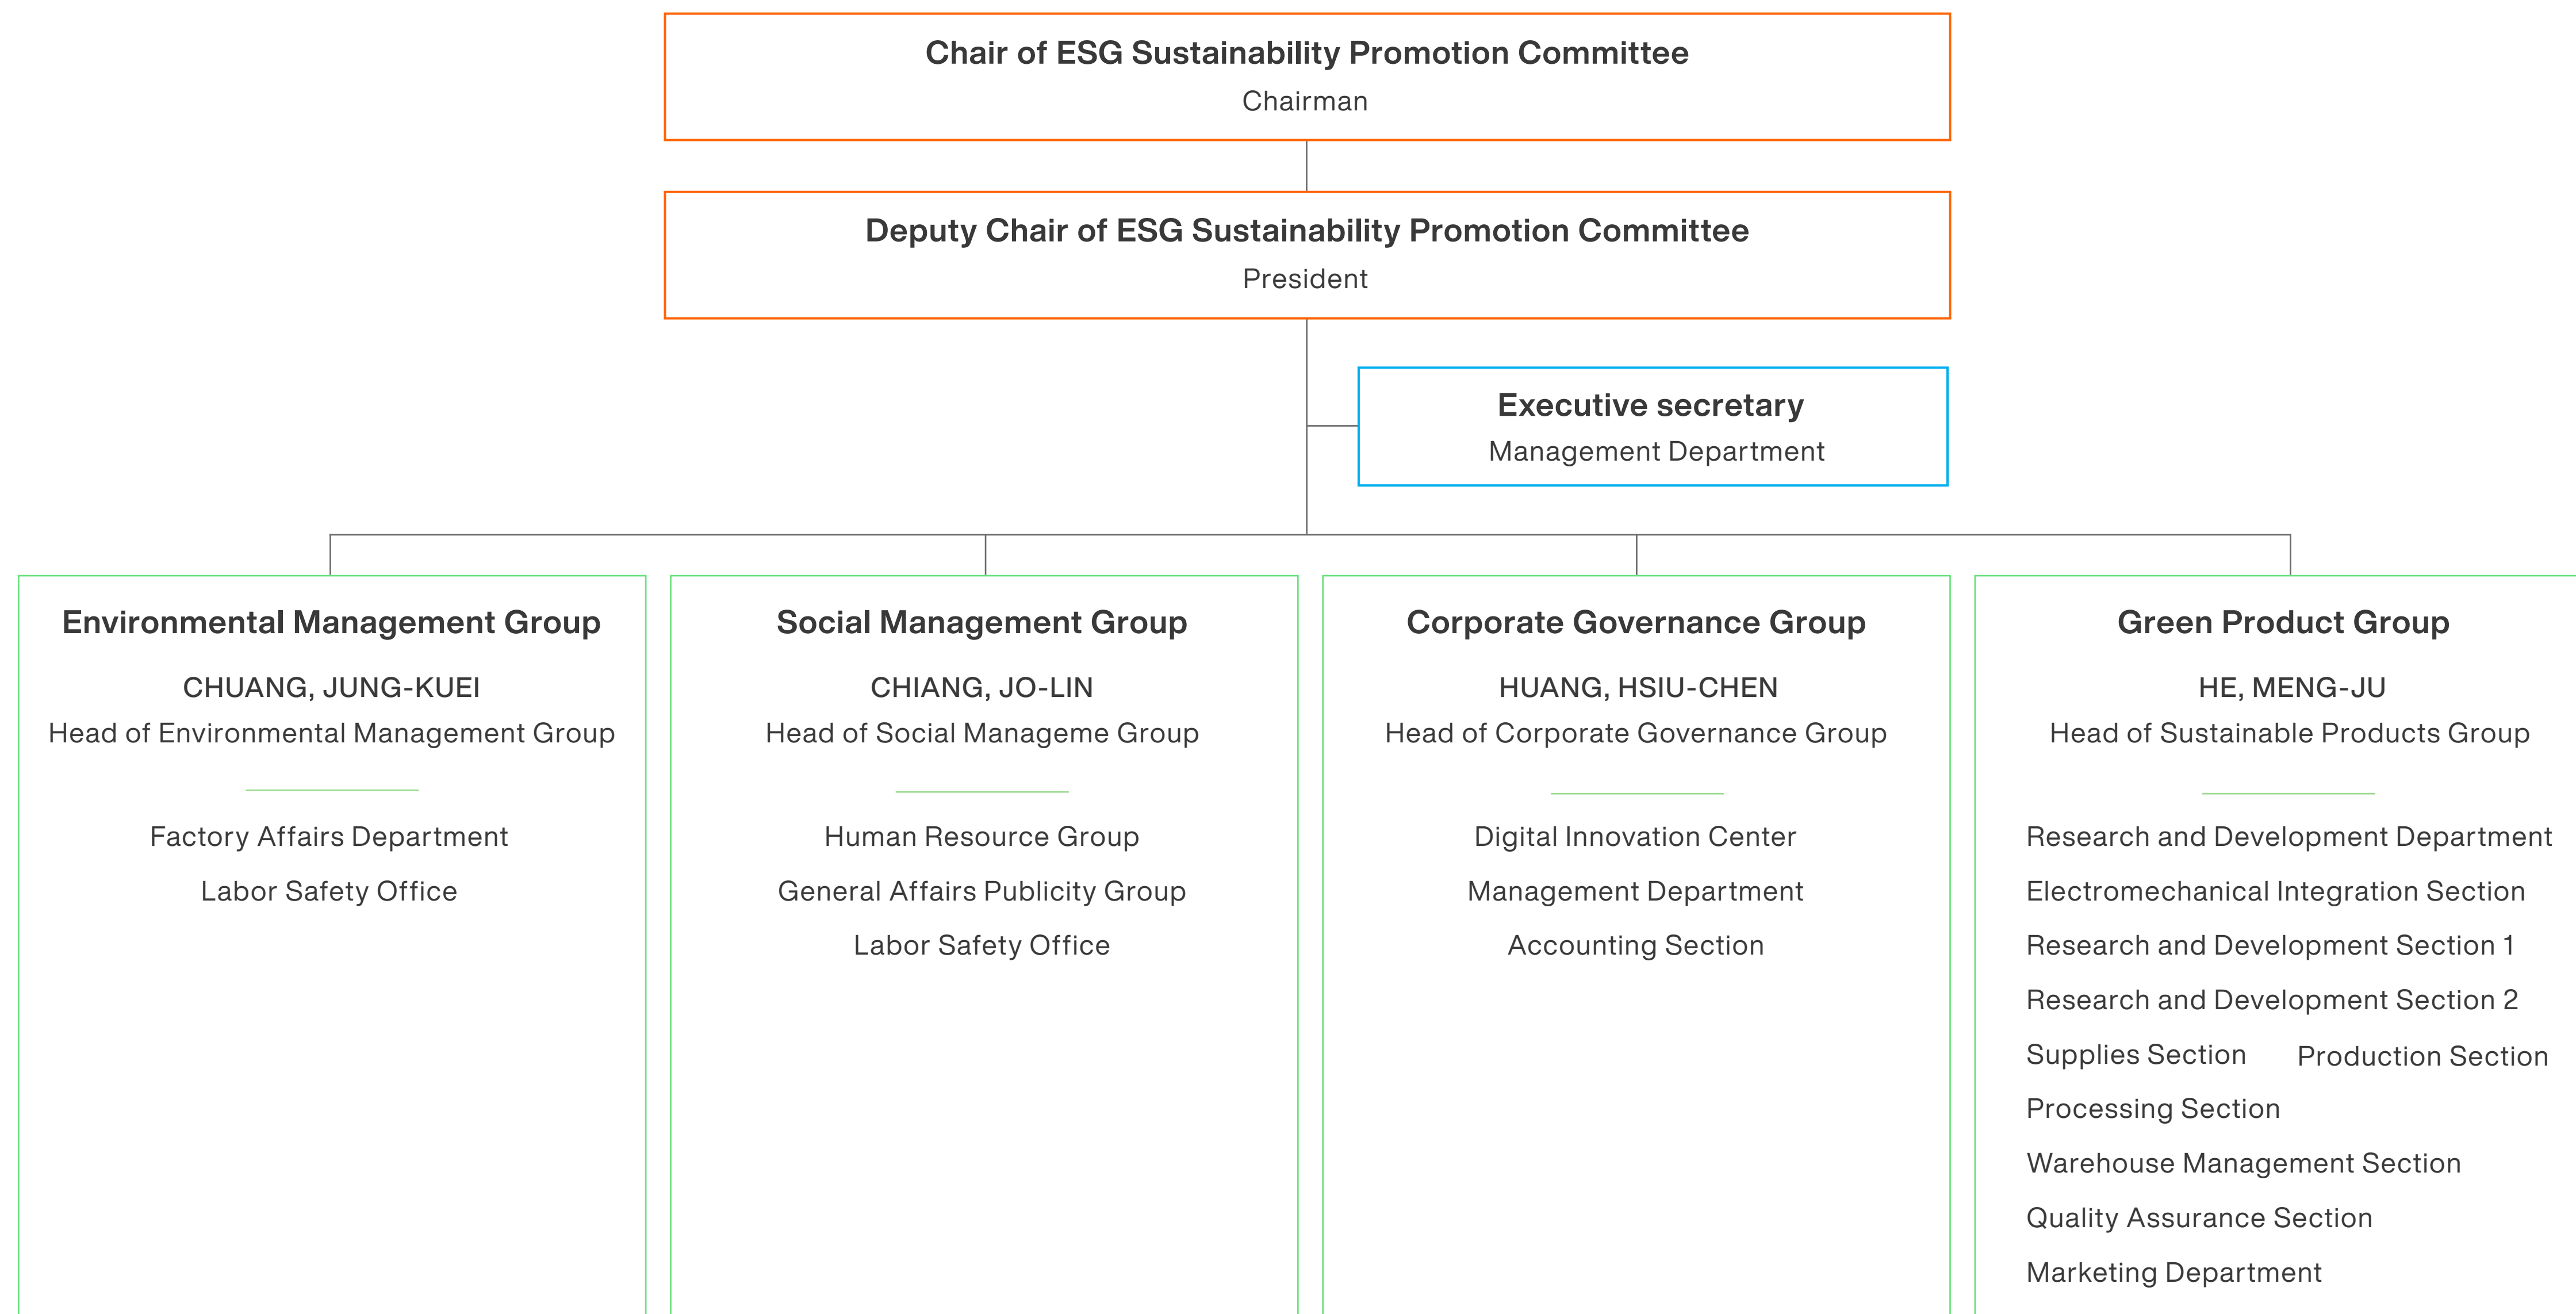 Chair of ESG Sustainability Promotion Committee
Chairman
Deputy Chair of ESG Sustainability Promotion Committee
President
Executive secretary
Management Department
Environmental Management Group
CHUANG, JUNG-KUEI
Head of Environmental Management Group
Factory Affairs Department
Labor Safety Office
Social Management Group
CHIANG, JO-LIN
Head of Social Manageme Group
Human Resource Group
General Affairs Publicity Group
Labor Safety Office
Corporate Governance Group
HUANG, HSIU-CHEN
Head of Corporate Governance Group
Digital Innovation Center
Management Department
Accounting Section
Green Product Group
HE, MENG-JU
Head of Sustainable Products Group
Research and Development Department
Electromechanical Integration Section
Research and Development Section 1
Research and Development Section 2
Supplies Section Production Section
Processing Section
Warehouse Management Section
Quality Assurance Section
Marketing Department